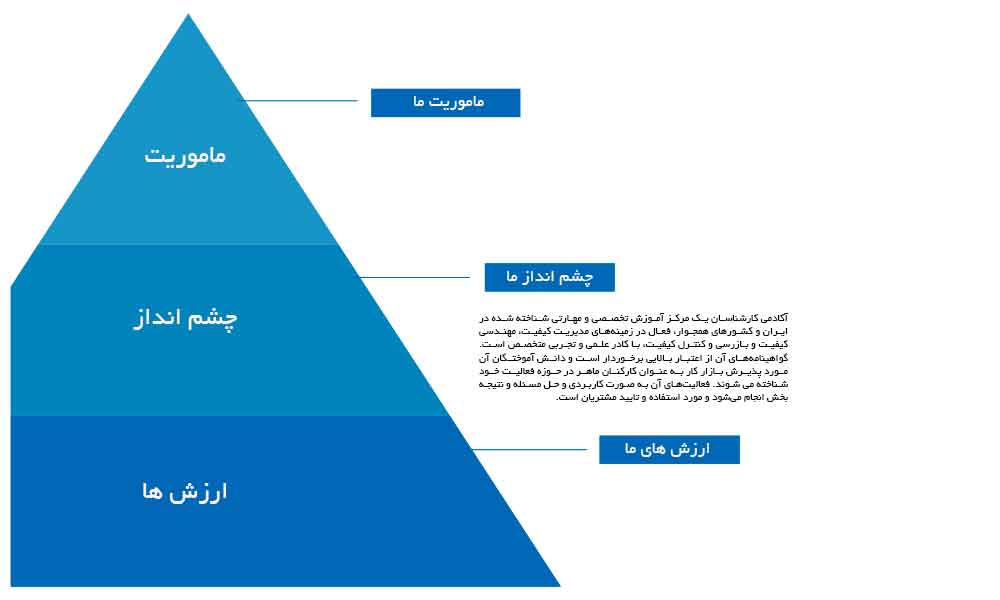 ماموریت ما
ماموریت
چشم انداز ما
چشم انداز
آکادمی کارشناسان یک مرکز آموزش تخصصی و مهارتی شناخته شده در
ایران و کشورهای همجوار، فعال در زمینه‌های مدیریت کیفیت، مهندسی
کیفیت و بازرسی و کنترل کیفیت، با کادر علمی و تجربی متخصص است.
گواهینامه‌های آن از اعتبار بالایی برخوردار است و دانش آموختگان آن
مورد پذیرش بازار کار به عنوان کارکنان ماهر در حوزه فعالیت خود
شناخته می شوند. فعالیت‌های آن به صورت کاربردی و حل مسئله و نتیجه
بخش انجام می‌شود و مورد استفاده و تایید مشتریان است.
ارزش های ما
ارزش ها